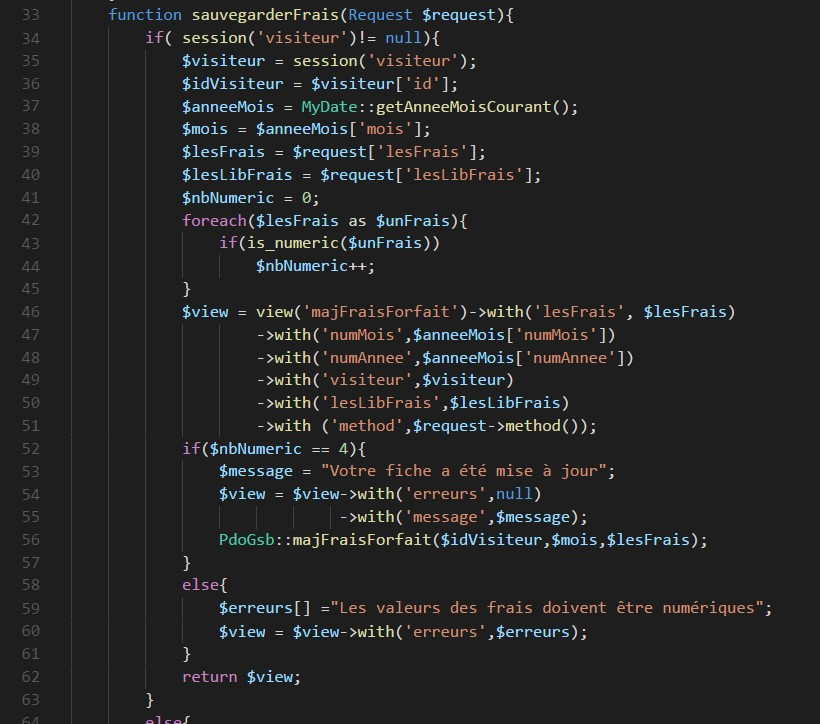 33 function sauvegarderFrais(Request $request){
34 if( session('visiteur')!= null){
35 $visiteur = session('visiteur');
36 $idVisiteur = $visiteur['id'];
37 $anneeMois = MyDate::getAnneeMoisCourant();
38 $mois = $anneeMois['mois'];
39 $lesFrais = $request['lesFrais'];
40 $lesLibFrais = $request['lesLibFrais'];
41 $nbNumeric = 0;
42 foreach($lesFrais as $unFrais){
43 if(is_numeric($unFrais))
44 $nbNumeric++;
45 }
46 $view = view('majFraisForfait')->with('lesFrais', $lesFrais)
47 ->with('numMois',$anneeMois['numMois'])
48 ->with('numAnnee',$anneeMois['numAnnee'])
49 ->with('visiteur',$visiteur)
50 ->with('lesLibFrais',$lesLibFrais)
51 ->with ('method',$request->method());
52 if($nbNumeric == 4){
53 $message = "Votre fiche a été mise à jour";
54 $view = $view->with('erreurs',null)
55 ->with('message',$message);
56 PdoGsb::majFraisForfait($idVisiteur,$mois,$lesFrais);
57 }
58 else{
59 $erreurs[] ="Les valeurs des frais doivent être numériques";
60 $view = $view->with('erreurs',$erreurs);
61 }
62 return $view;
63 }
64 else{